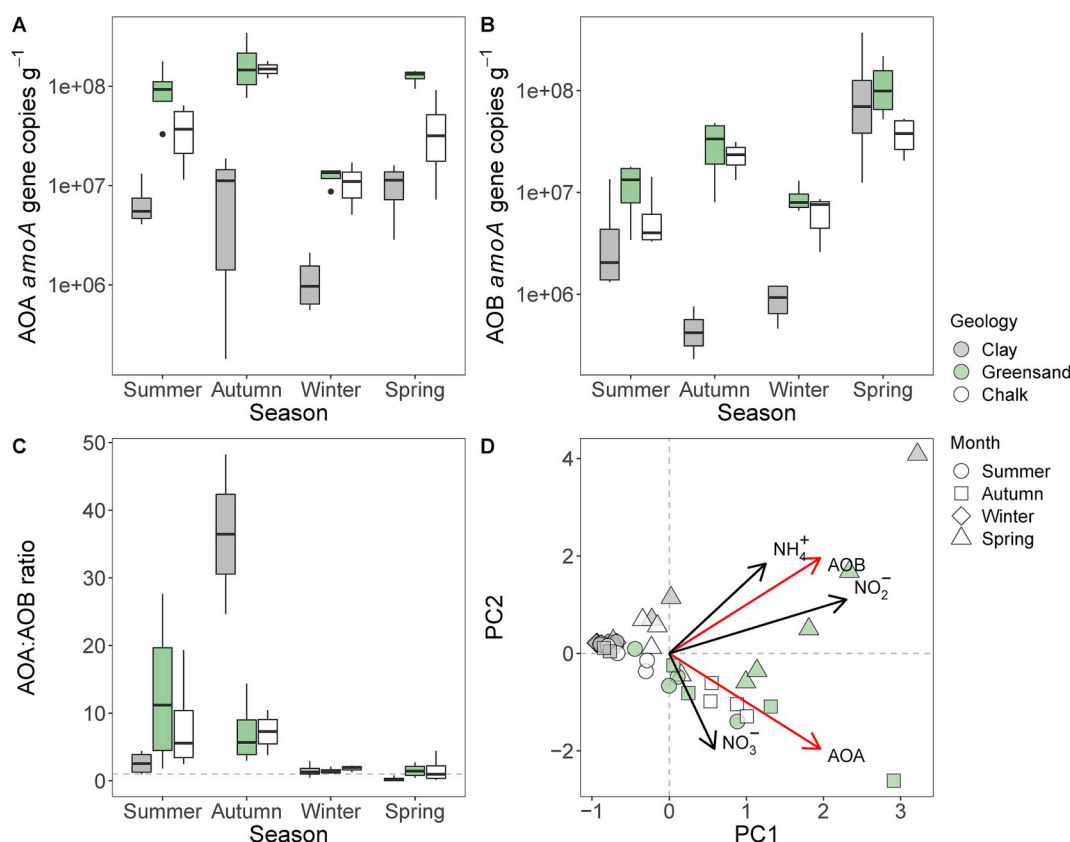 A
AOA amoA gene copies g⁻¹
1e+08
1e+07
1e+06
Summer Autumn Winter Spring
Season
B
AOB amoA gene copies g⁻¹
1e+08
1e+07
1e+06
Summer Autumn Winter Spring
Season
Geology
Clay
Greensand
Chalk
Month
Summer
Autumn
Winter
Spring
C
AOA:AOB ratio
50
40
30
20
10
0
Summer Autumn Winter Spring
Season
D
PC2
4
2
0
−2
NH₄⁺
AOB
NO₂⁻
NO₃⁻
AOA
−1 0 1 2 3
PC1